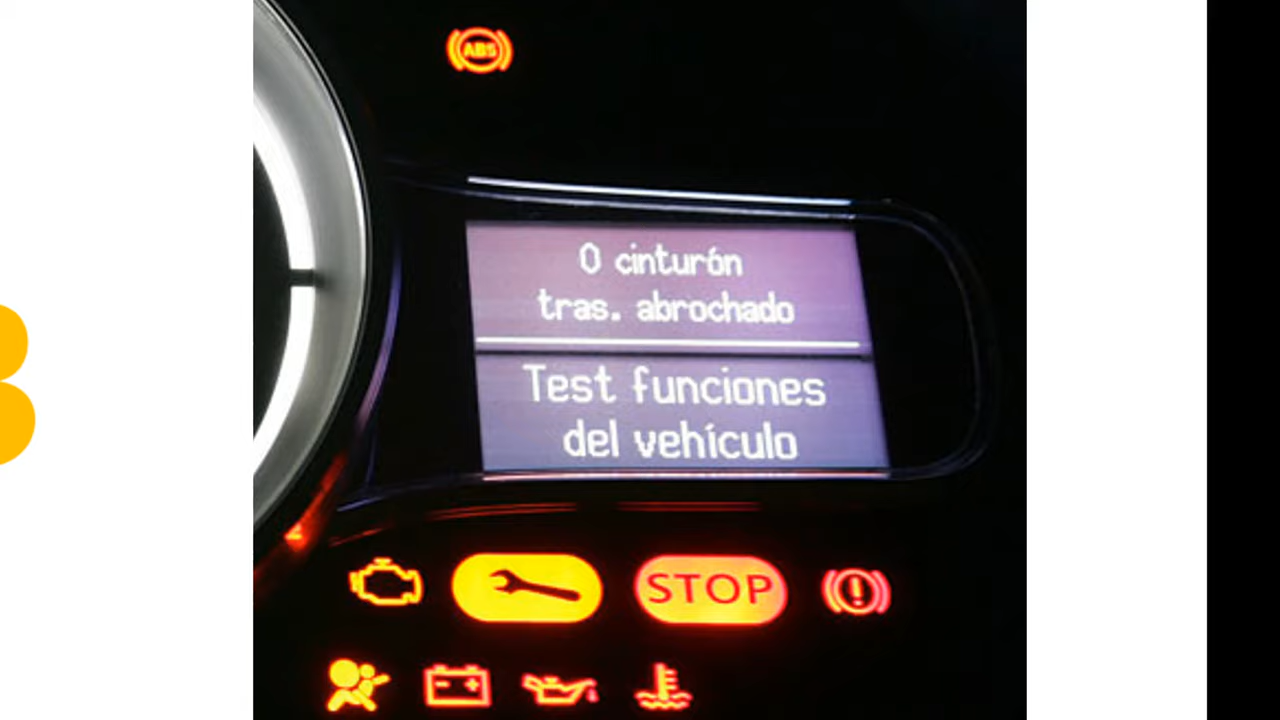 ABS
0 cinturón
tras. abrochado
Test funciones
del vehículo
STOP